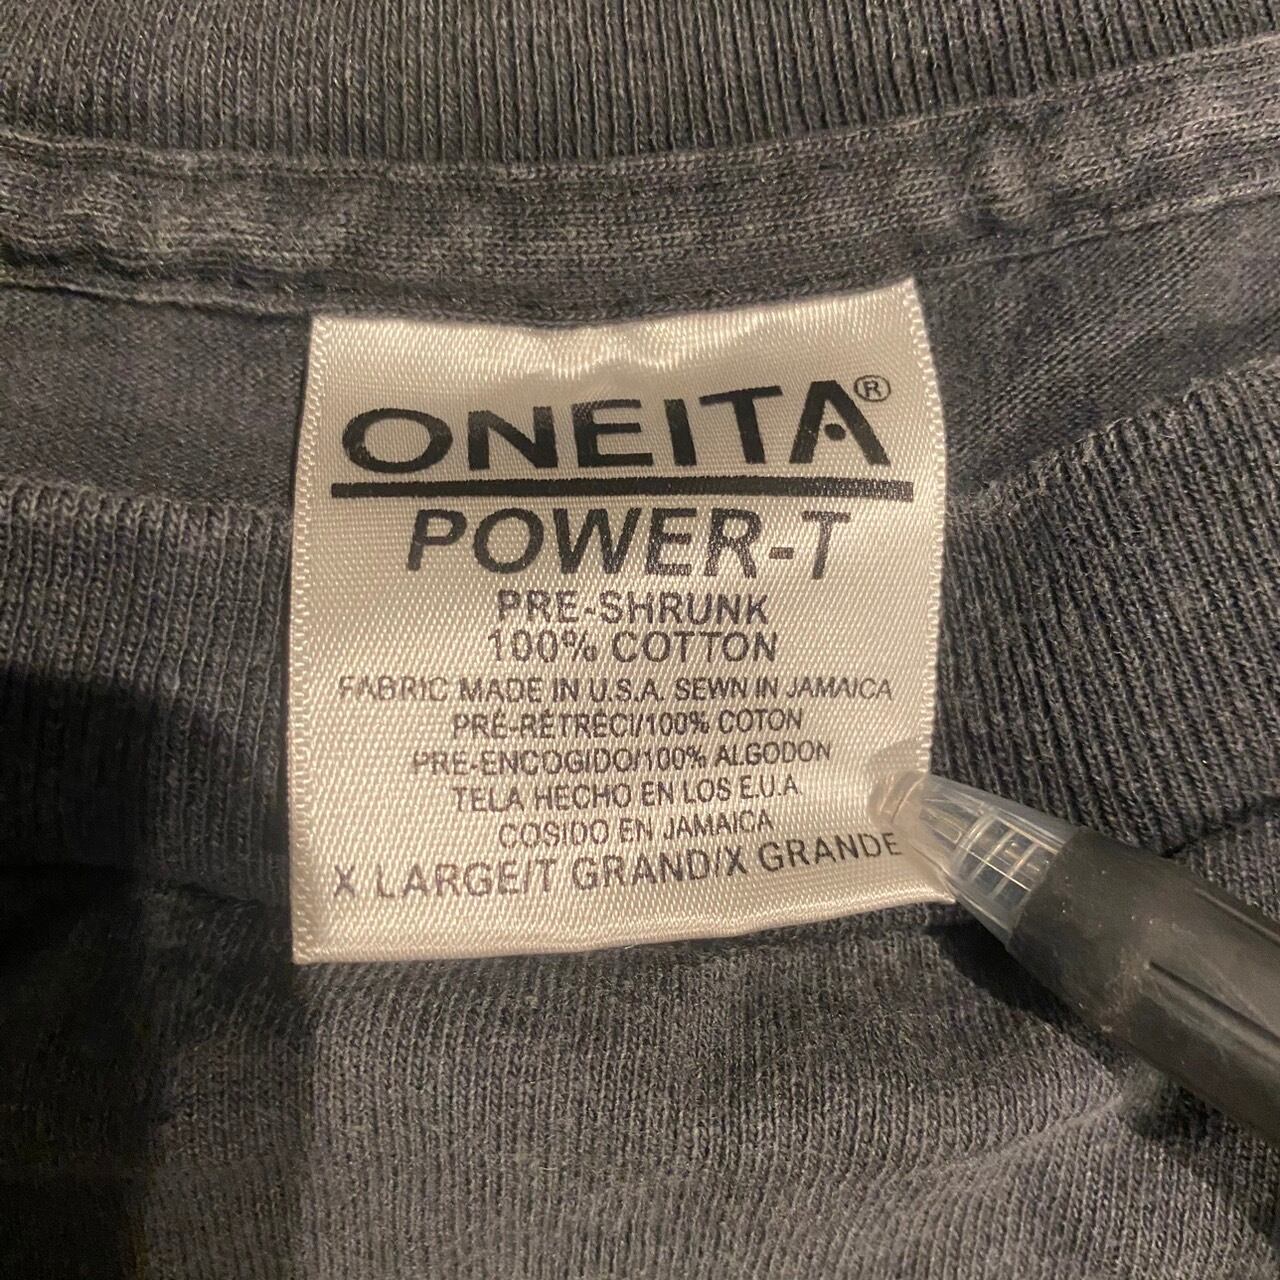 ONEITA®
POWER-T
PRE-SHRUNK
100% COTTON
FABRIC MADE IN U.S.A. SEWN IN JAMAICA
PRÉ-RÉTRÉCI/100% COTON
PRE-ENCOGIDO/100% ALGODON
TELA HECHO EN LOS E.U.A.
COSIDO EN JAMAICA
X LARGE/T GRAND/X GRANDE